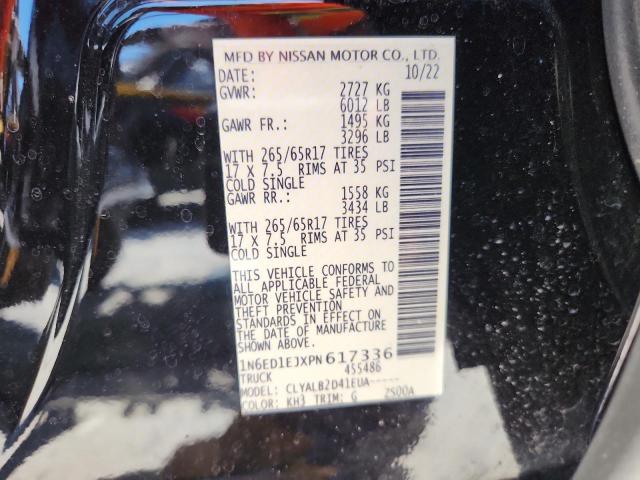 MFD BY NISSAN MOTOR CO., LTD.
DATE: 10/22
GVWR: 2727 KG
6012 LB
GAWR FR.: 1495 KG
3296 LB
WITH 265/65R17 TIRES
17 X 7.5 RIMS AT 35 PSI
COLD SINGLE
GAWR RR.: 1558 KG
3434 LB
WITH 265/65R17 TIRES
17 X 7.5 RIMS AT 35 PSI
COLD SINGLE
THIS VEHICLE CONFORMS TO
ALL APPLICABLE FEDERAL
MOTOR VEHICLE SAFETY AND
THEFT PREVENTION
STANDARDS IN EFFECT ON
THE DATE OF MANUFACTURE
SHOWN ABOVE.
1N6ED1EJXPN617336
TRUCK 455486
MODEL: CLYALB2D41EUA-----
COLOR: KH3 TRIM: G 2S00A